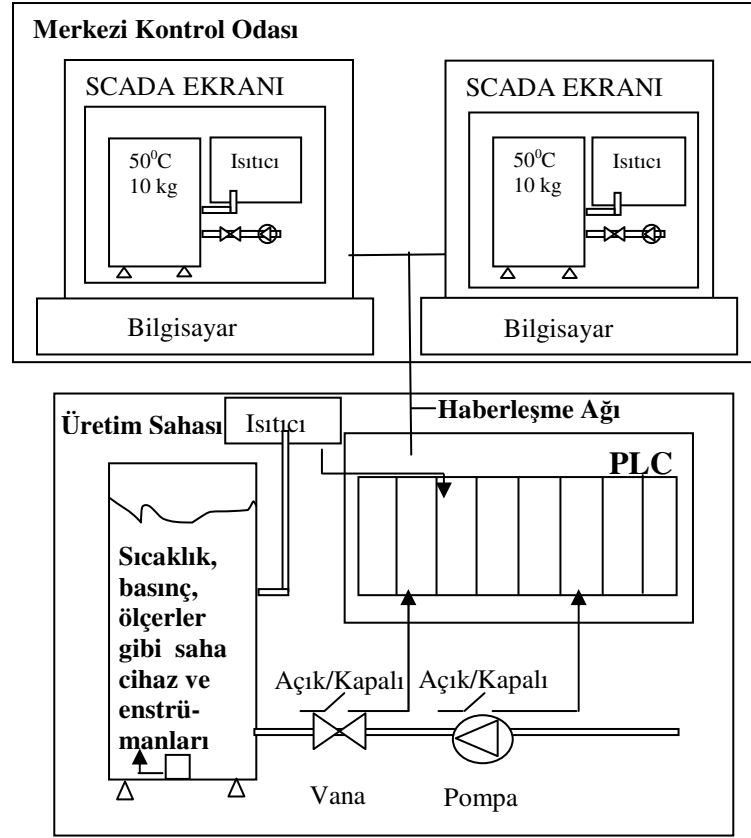 Merkezi Kontrol Odası
SCADA EKRANI
50⁰C
10 kg
Isıtıcı
Bilgisayar
SCADA EKRANI
50⁰C
10 kg
Isıtıcı
Bilgisayar
Haberleşme Ağı
Üretim Sahası
Isıtıcı
PLC
Sıcaklık,
basınç,
ölçerler
gibi saha
cihaz ve
enstrü-
manları
Açık/Kapalı
Açık/Kapalı
Vana
Pompa